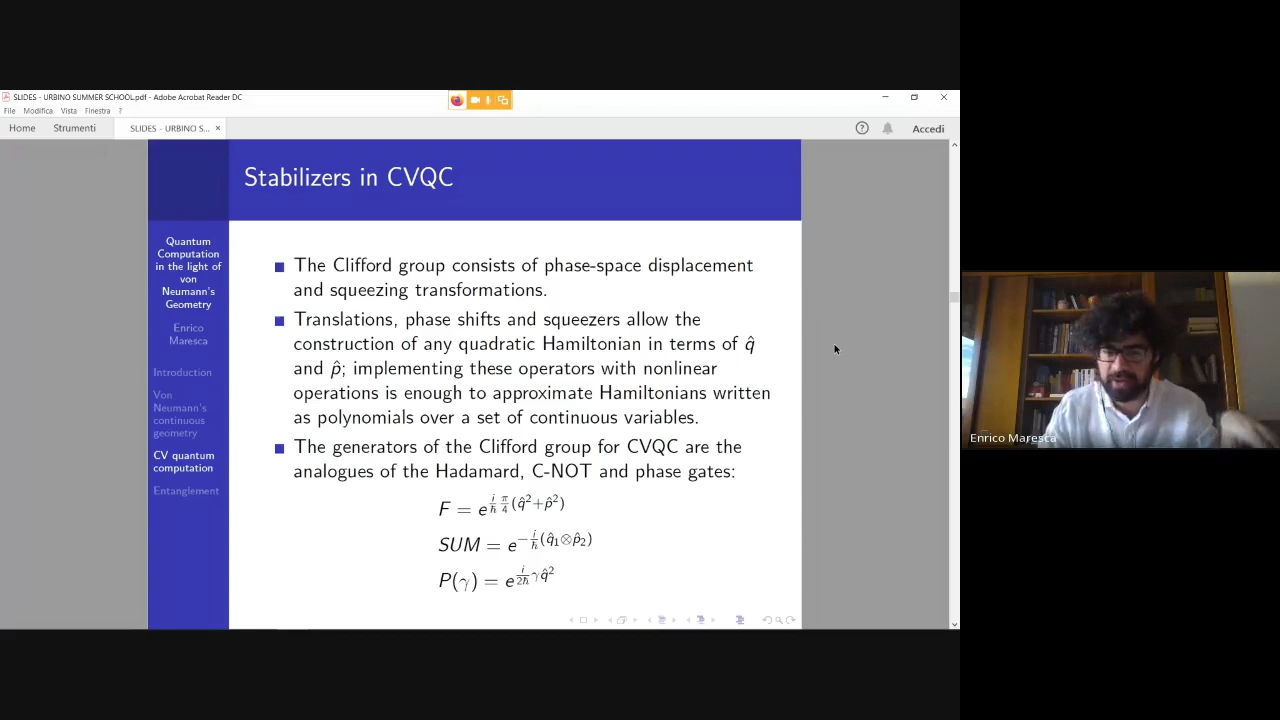 SLIDES - URBINO SUMMER SCHOOL.pdf - Adobe Acrobat Reader DC
File Modifica Vista Finestra ?
Home Strumenti SLIDES - URBINO S... × Accedi
Stabilizers in CVQC
Quantum
Computation
in the light of
von
Neumann's
Geometry
Enrico
Maresca
Introduction
Von
Neumann's
continuous
geometry
CV quantum
computation
Entanglement
The Clifford group consists of phase-space displacement
and squeezing transformations.
Translations, phase shifts and squeezers allow the
construction of any quadratic Hamiltonian in terms of q̂
and p̂; implementing these operators with nonlinear
operations is enough to approximate Hamiltonians written
as polynomials over a set of continuous variables.
The generators of the Clifford group for CVQC are the
analogues of the Hadamard, C-NOT and phase gates:
F = e^{\frac{i}{ℏ}\frac{π}{4}(q̂²+p̂²)}
SUM = e^{-\frac{i}{ℏ}(q̂₁⊗p̂₂)}
P(γ) = e^{\frac{i}{2ℏ}γq̂²}
Enrico Maresca